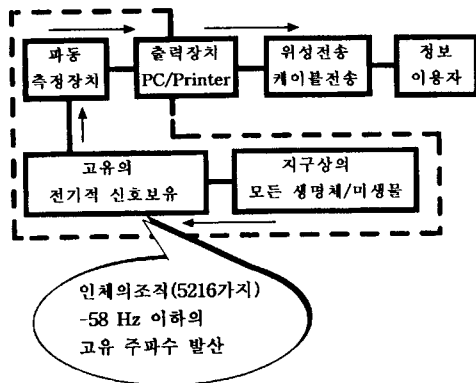 파동
측정장치
출력장치
PC/Printer
위성전송
케이블전송
정보
이용자
고유의
전기적 신호보유
지구상의
모든 생명체/미생물
인체의조직(5216가지)
-58 Hz 이하의
고유 주파수 발산